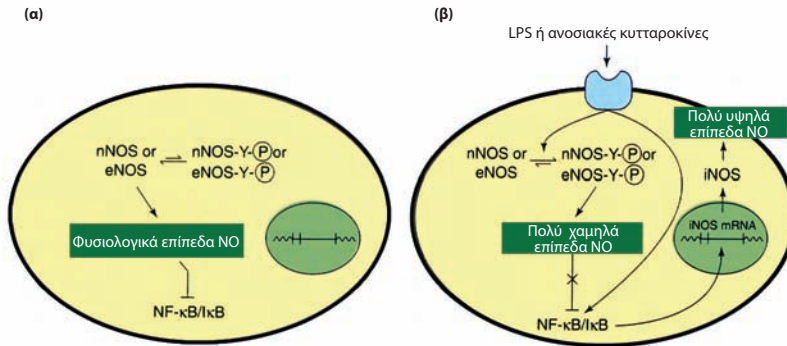 (α)
nNOS or ⇌ nNOS-Y-Ⓟ or
eNOS eNOS-Y-Ⓟ
Φυσιολογικά επίπεδα NO
NF-κB/IκB
(β)
LPS ή ανοσιακές κυτταροκίνες
nNOS or ⇌ nNOS-Y-Ⓟ or
eNOS eNOS-Y-Ⓟ
Πολύ χαμηλά
επίπεδα NO
NF-κB/IκB
Πολύ υψηλά
επίπεδα NO
iNOS
iNOS mRNA